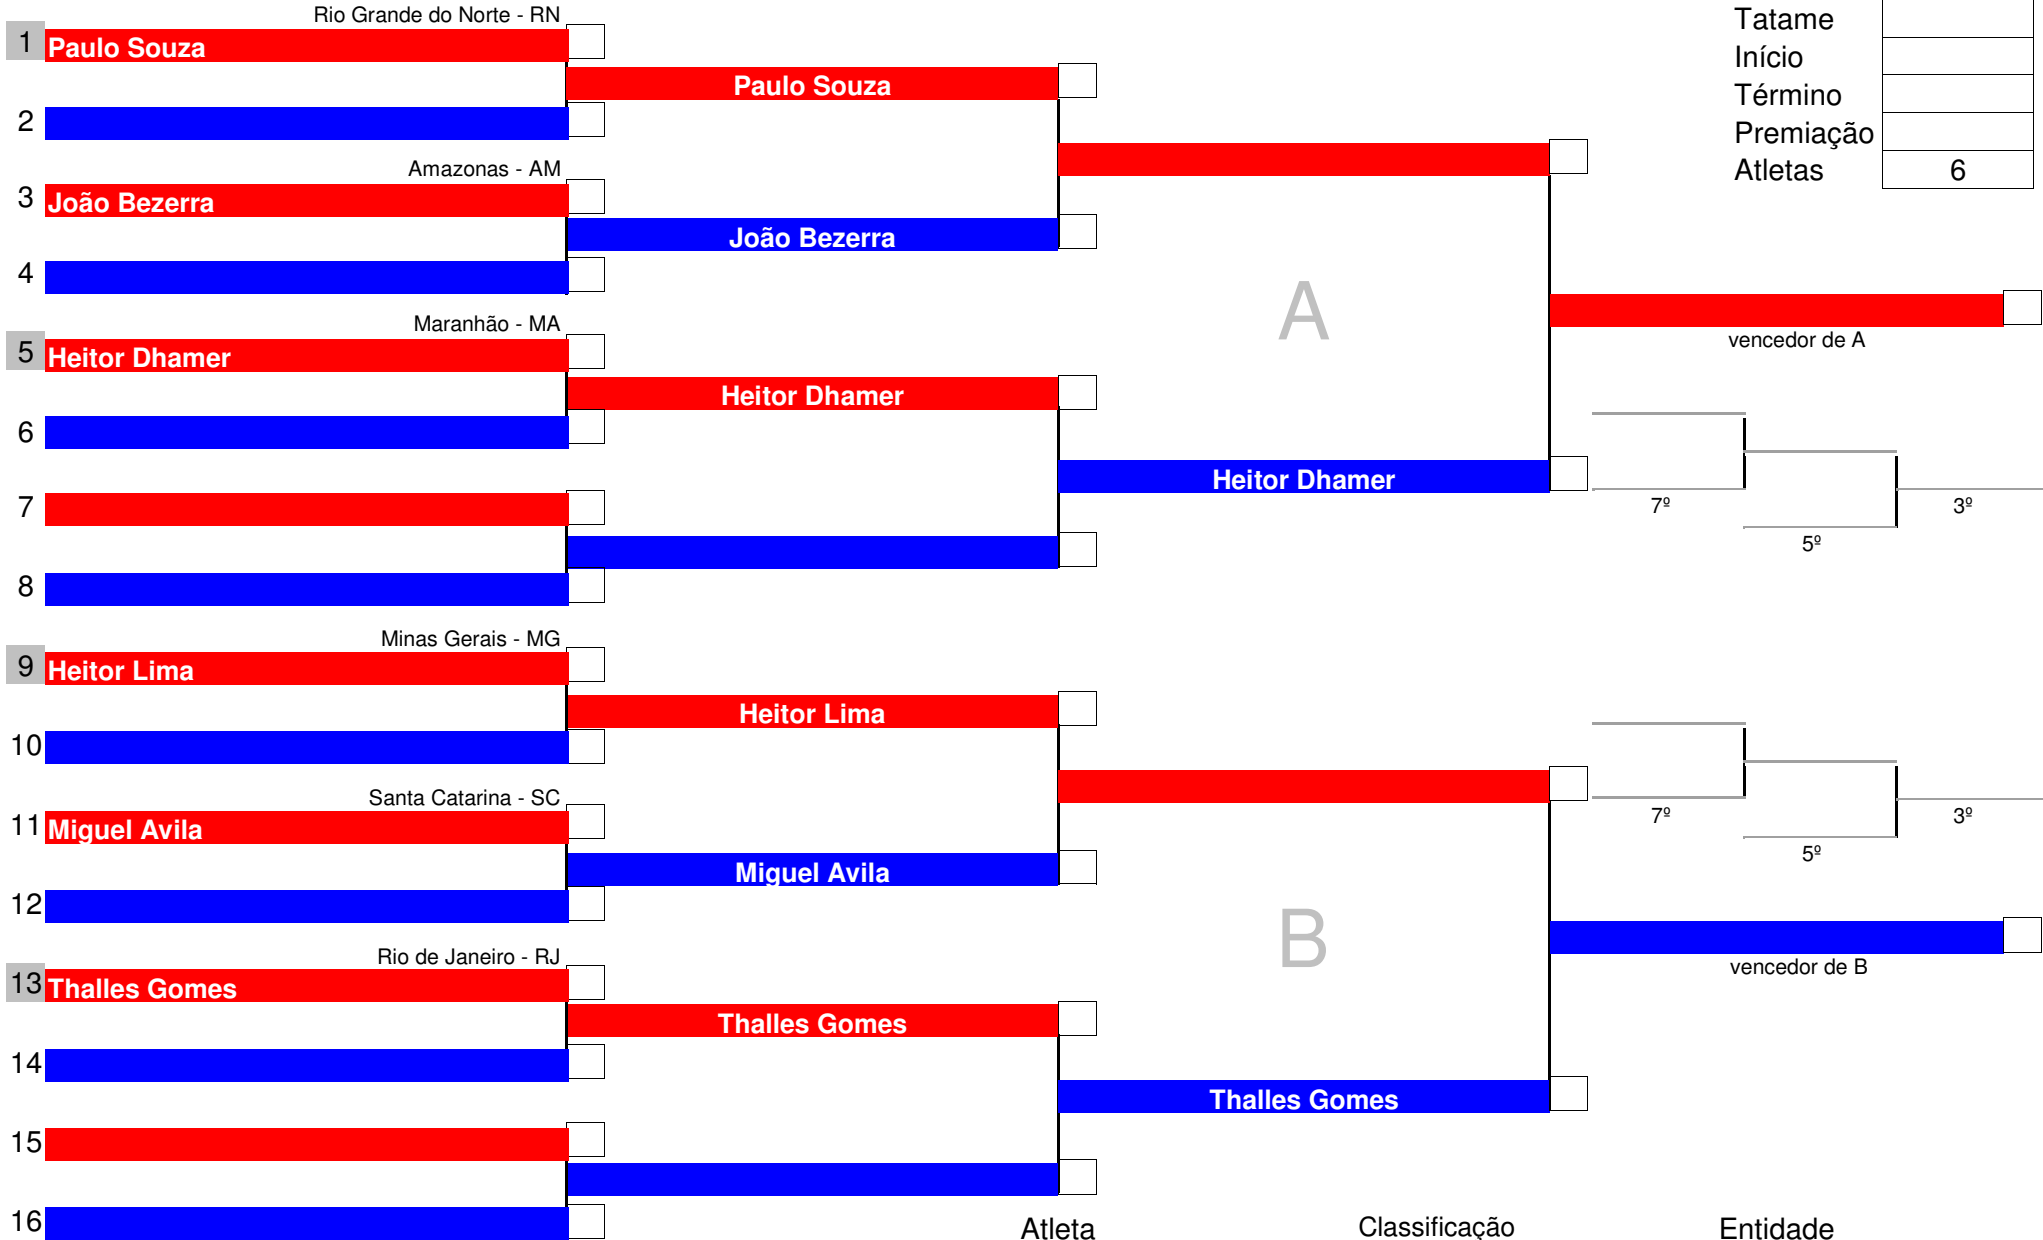 Rio Grande do Norte - RN
1 Paulo Souza
Paulo Souza
2
Amazonas - AM
3 João Bezerra
João Bezerra
4
Maranhão - MA
5 Heitor Dhamer
Heitor Dhamer
6
Heitor Dhamer
7
8
A
vencedor de A
7º
5º
3º
Minas Gerais - MG
9 Heitor Lima
Heitor Lima
10
Santa Catarina - SC
11 Miguel Avila
Miguel Avila
12
Rio de Janeiro - RJ
13 Thalles Gomes
Thalles Gomes
14
Thalles Gomes
15
16
B
vencedor de B
7º
5º
3º
Tatame
Início
Término
Premiação
Atletas 6
Atleta Classificação Entidade